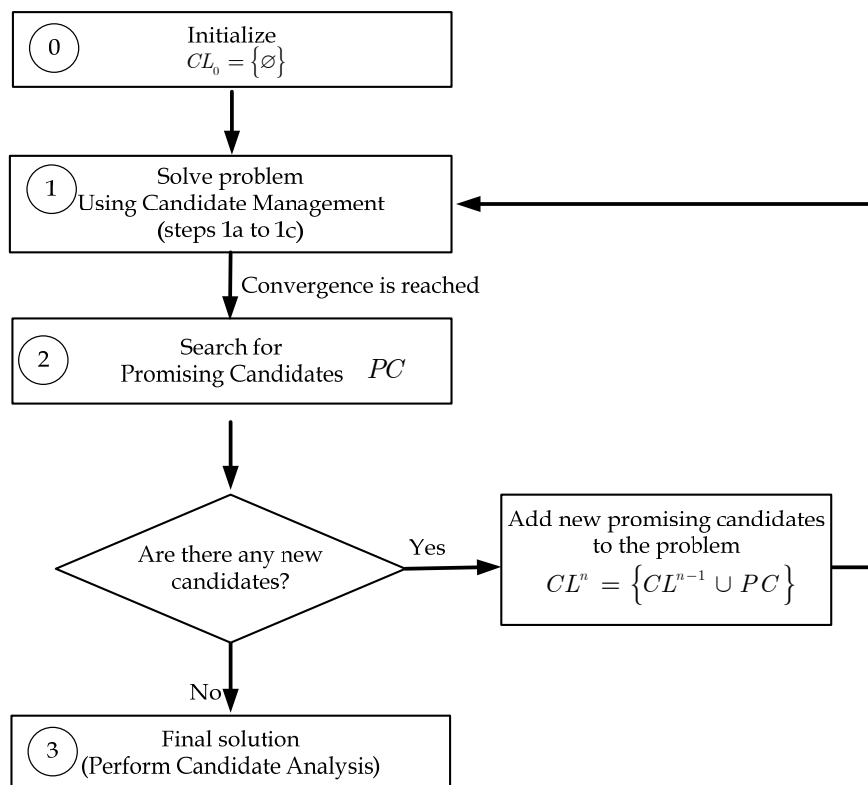 0
Initialize
CL₀ = {∅}
1
Solve problem
Using Candidate Management
(steps 1a to 1c)
Convergence is reached
2
Search for
Promising Candidates PC
Are there any new
candidates?
Yes
Add new promising candidates
to the problem
CLⁿ = {CLⁿ⁻¹ ∪ PC}
No
3
Final solution
(Perform Candidate Analysis)